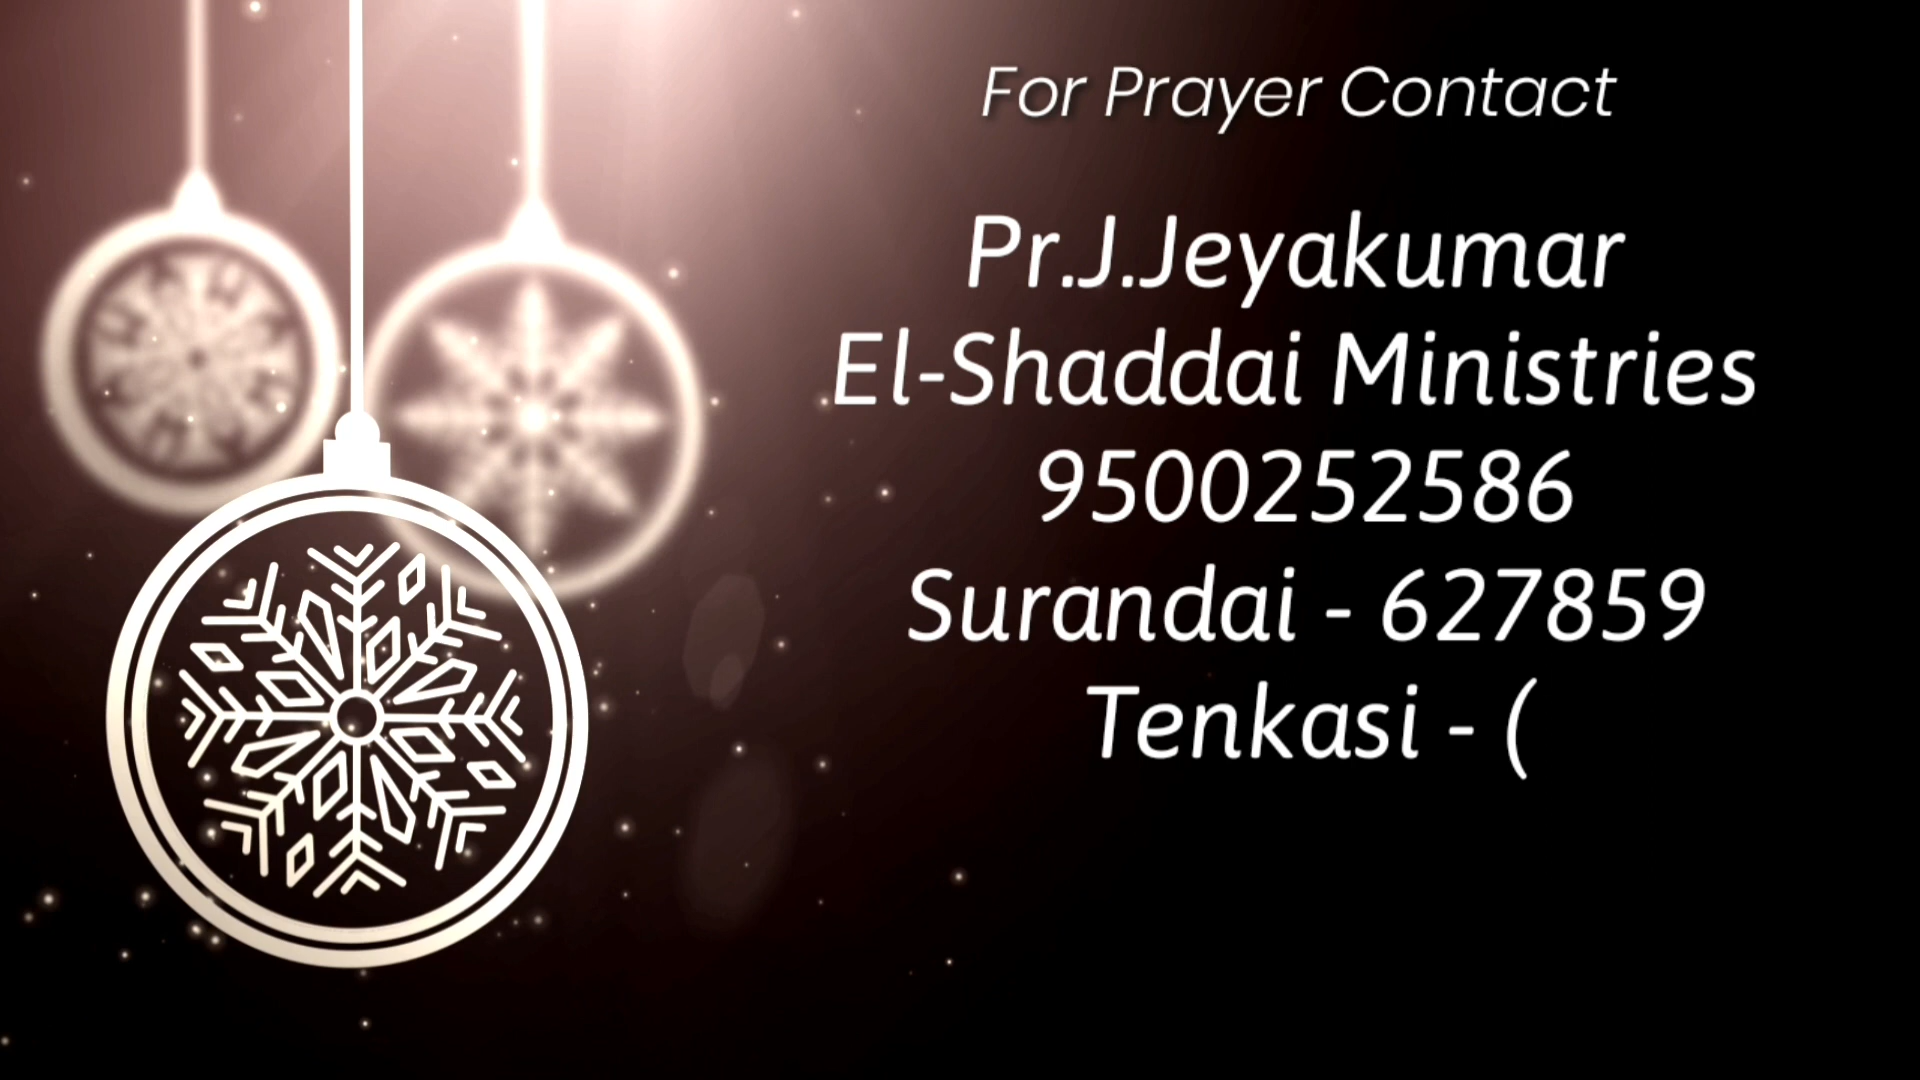 For Prayer Contact
Pr.J.Jeyakumar
El-Shaddai Ministries
9500252586
Surandai - 627859
Tenkasi - (